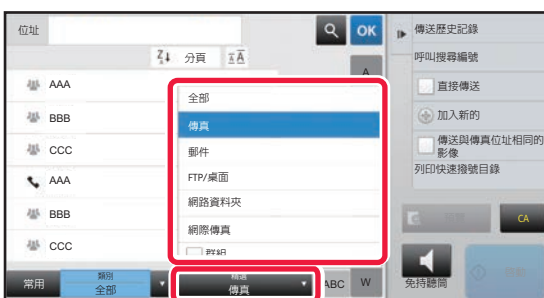 位址
OK
分頁
A
AAA
BBB
CCC
AAA
BBB
CCC
全部
傳真
郵件
FTP/桌面
網路資料夾
網際傳真
群組
常用
類別
全部
精選
傳真
ABC
W
傳送歷史記錄
呼叫搜尋編號
直接傳送
加入新的
傳送與傳真位址相同的
影像
列印快速撥號目錄
CA
免持聽筒